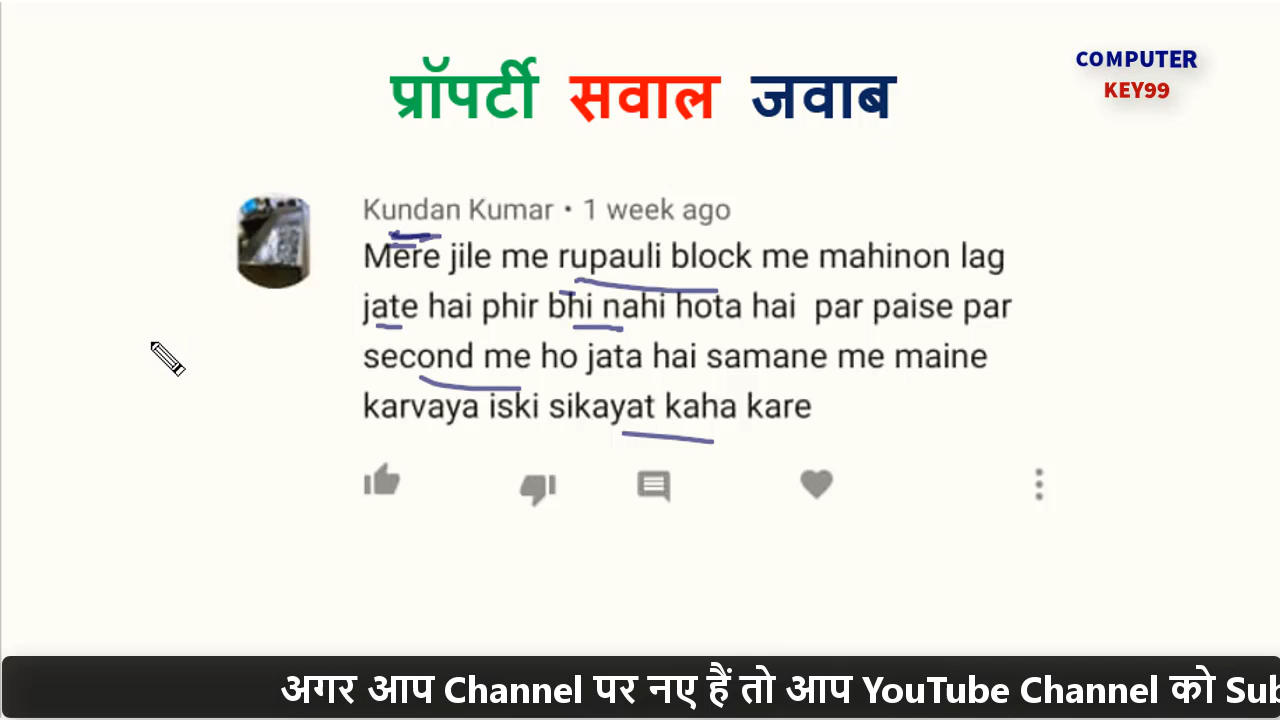 प्रॉपर्टी सवाल जवाब
COMPUTER
KEY99
Kundan Kumar • 1 week ago
Mere jile me rupauli block me mahinon lag
jate hai phir bhi nahi hota hai par paise par
second me ho jata hai samane me maine
karvaya iski sikayat kaha kare
अगर आप Channel पर नए हैं तो आप YouTube Channel को Sub